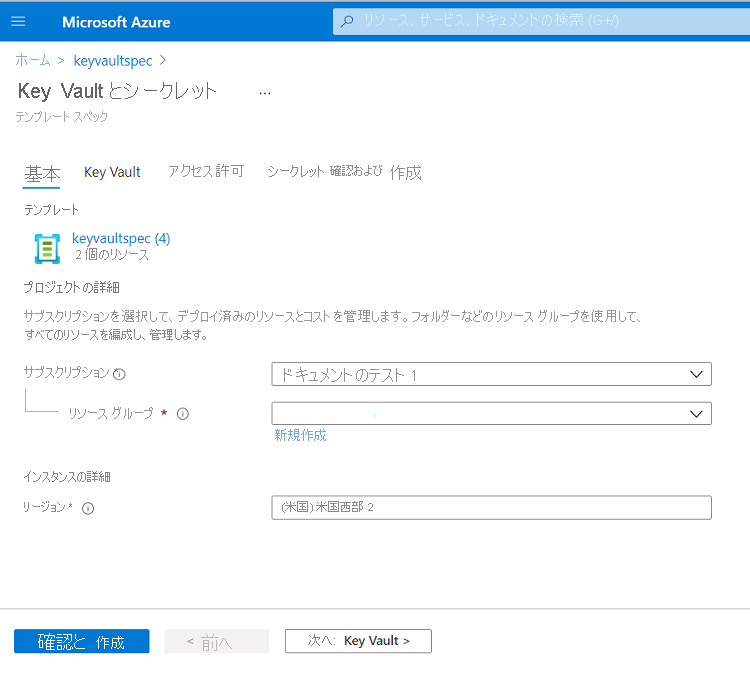 Microsoft Azure リソース、サービス、ドキュメントの検索 (G+/)
ホーム > keyvaultspec >
Key Vault とシークレット ...
テンプレート スペック
基本 Key Vault アクセス許可 シークレット 確認および 作成
テンプレート
keyvaultspec (4)
2 個のリソース
プロジェクトの詳細
サブスクリプションを選択して、デプロイ済みのリソースとコストを管理します。フォルダーなどのリソース グループを使用して、
すべてのリソースを編成し、管理します。
サブスクリプション ドキュメントのテスト 1
リソース グループ *
新規作成
インスタンスの詳細
リージョン * (米国) 米国西部 2
確認と 作成 < 前へ 次へ: Key Vault >